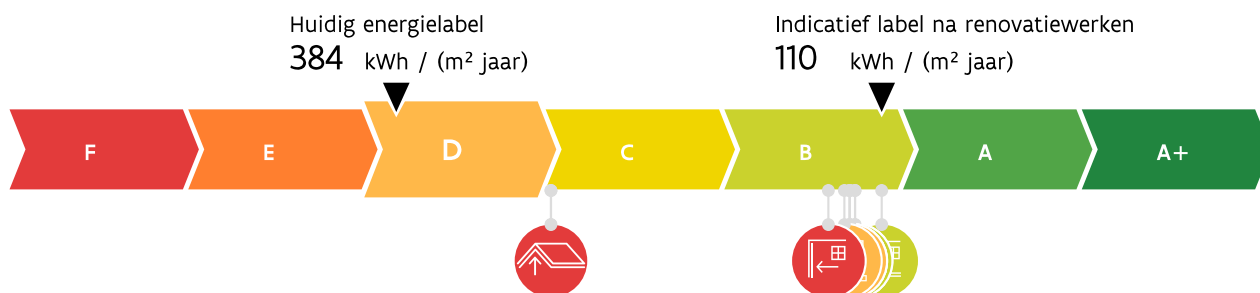 Huidig energielabel
384 kWh / (m² jaar)
Indicatief label na renovatiewerken
110 kWh / (m² jaar)
F E D C B A A+